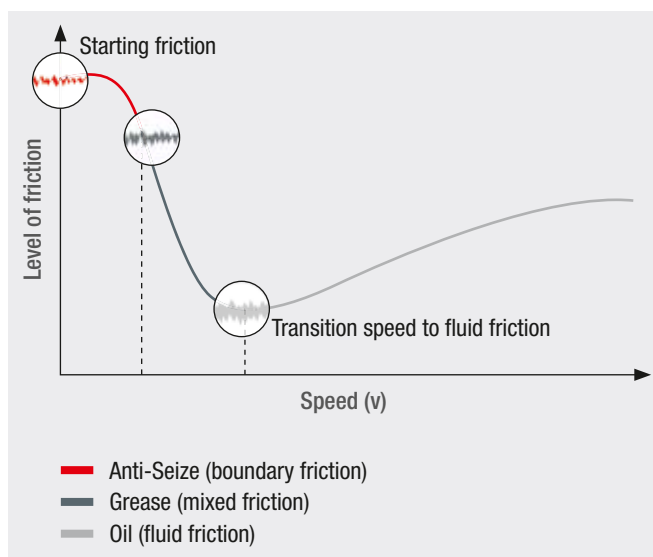 Starting friction
Level of friction
Transition speed to fluid friction
Speed (v)
Anti-Seize (boundary friction)
Grease (mixed friction)
Oil (fluid friction)